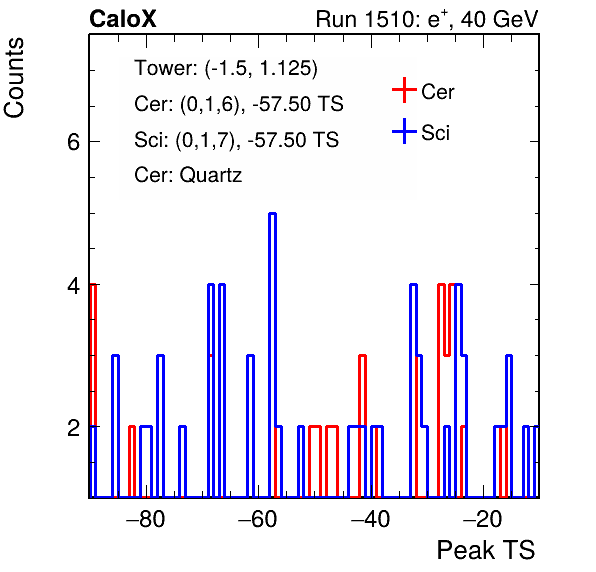 CaloX Run 1510: e⁺, 40 GeV
Counts
Tower: (-1.5, 1.125)
Cer: (0,1,6), -57.50 TS
Sci: (0,1,7), -57.50 TS
Cer: Quartz
Cer
Sci
6
4
2
−80 −60 −40 −20
Peak TS